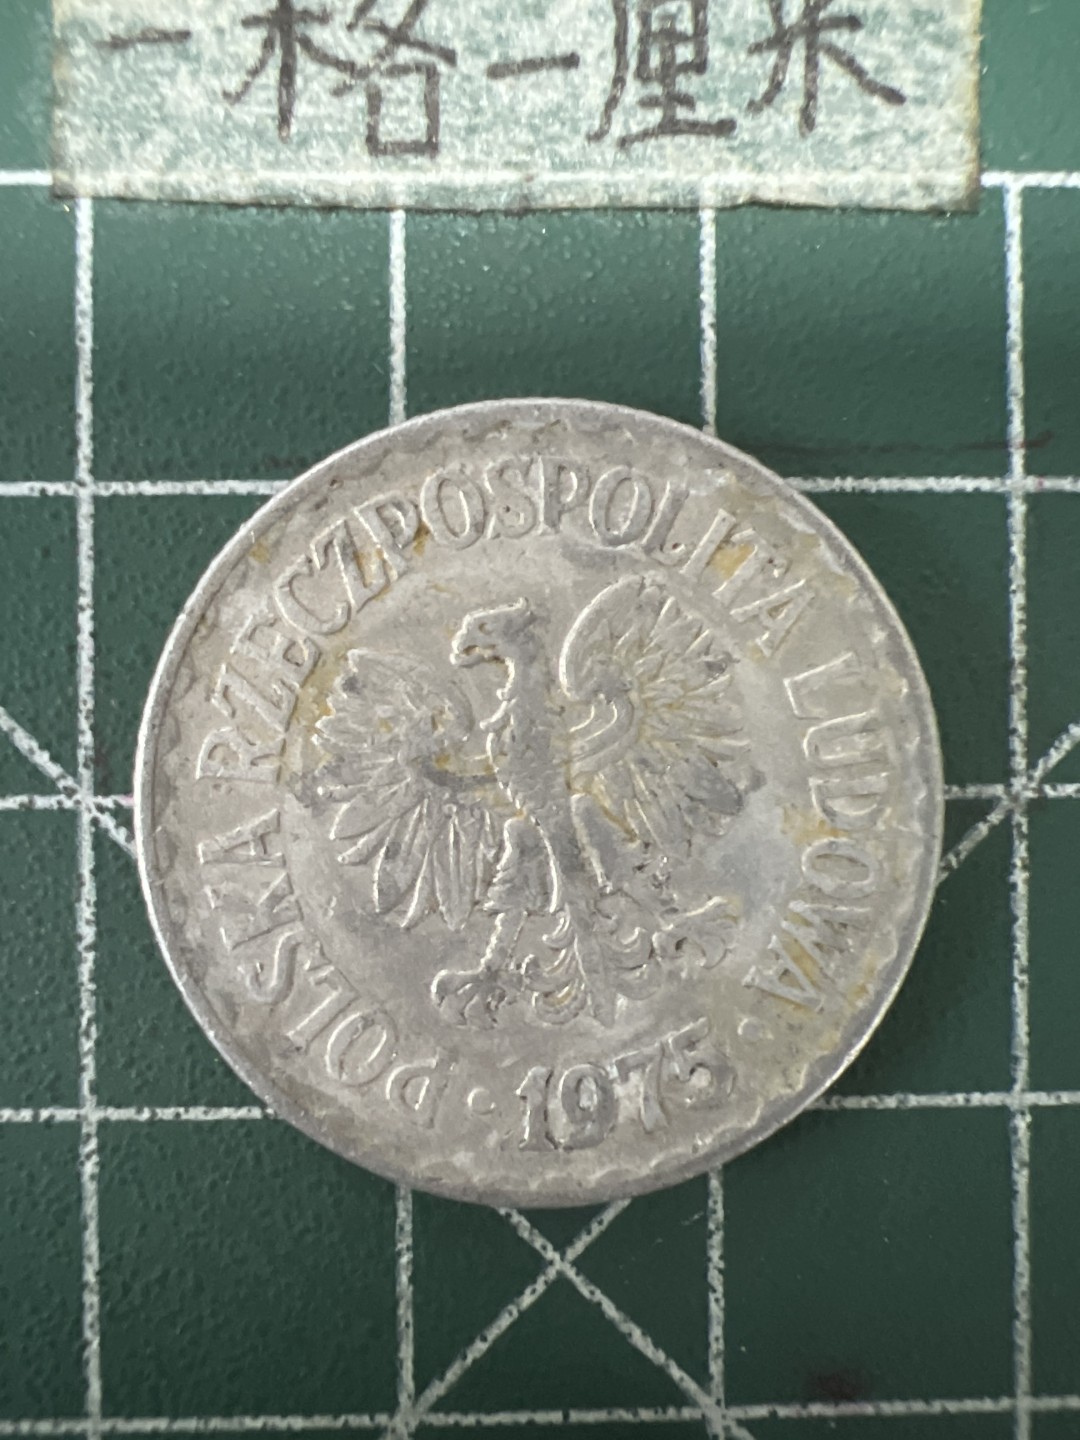 一格一厘米
POLSKA RZECZPOSPOLITA LUDOWA
· 1975 ·